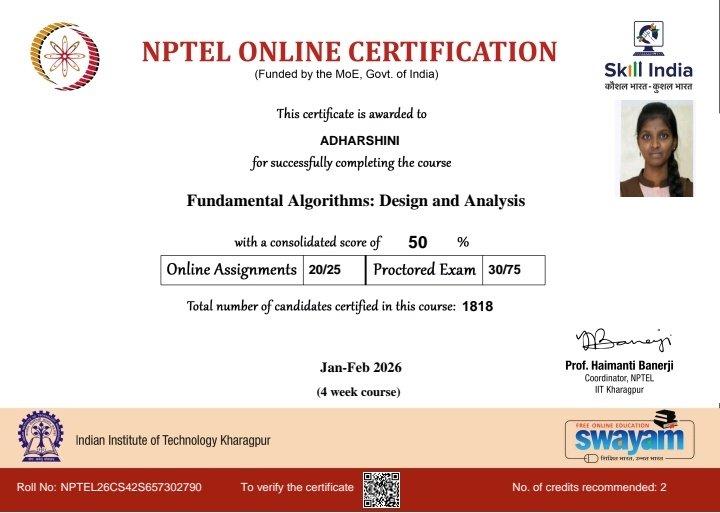 NPTEL ONLINE CERTIFICATION
(Funded by the MoE, Govt. of India)
Skill India
कौशल भारत - कुशल भारत
This certificate is awarded to
ADHARSHINI
for successfully completing the course
Fundamental Algorithms: Design and Analysis
with a consolidated score of 50 %
Online Assignments 20/25 Proctored Exam 30/75
Total number of candidates certified in this course: 1818
Jan-Feb 2026
(4 week course)
Prof. Haimanti Banerji
Coordinator, NPTEL
IIT Kharagpur
Indian Institute of Technology Kharagpur
FREE ONLINE EDUCATION
swayam
शिक्षित भारत, उन्नत भारत
Roll No: NPTEL26CS42S657302790 To verify the certificate No. of credits recommended: 2